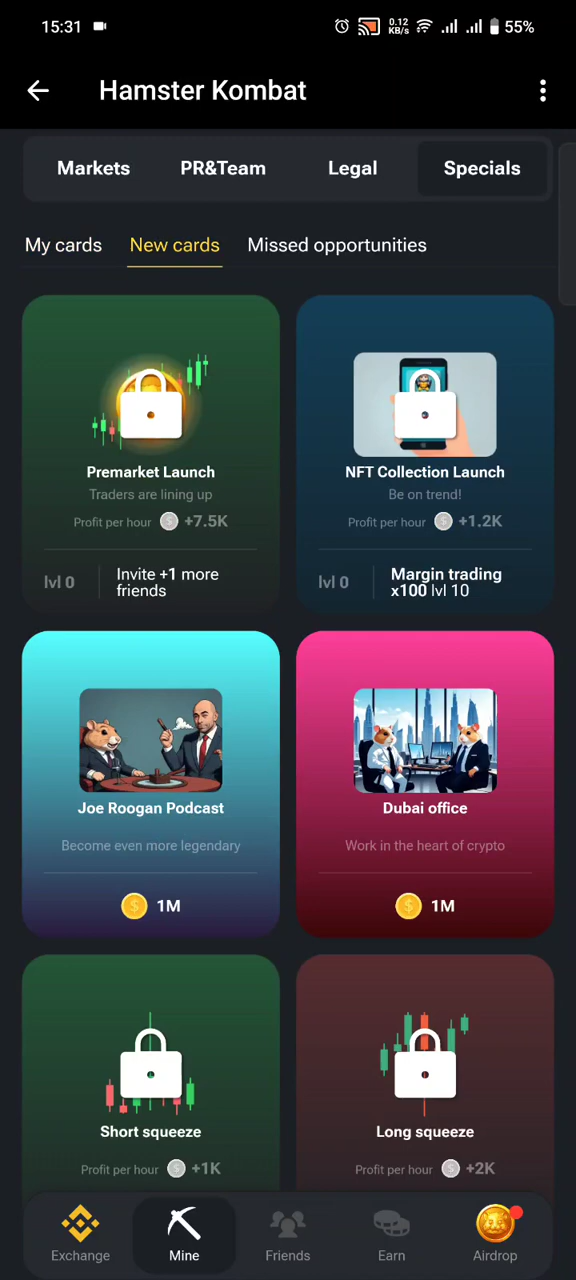 15:31
0.12
KB/s
55%
Hamster Kombat
Markets PR&Team Legal Specials
My cards New cards Missed opportunities
Premarket Launch
Traders are lining up
Profit per hour +7.5K
lvl 0
Invite +1 more
friends
NFT Collection Launch
Be on trend!
Profit per hour +1.2K
lvl 0
Margin trading
x100 lvl 10
Joe Roogan Podcast
Become even more legendary
1M
Dubai office
Work in the heart of crypto
1M
Short squeeze
Profit per hour +1K
Long squeeze
Profit per hour +2K
Exchange Mine Friends Earn Airdrop